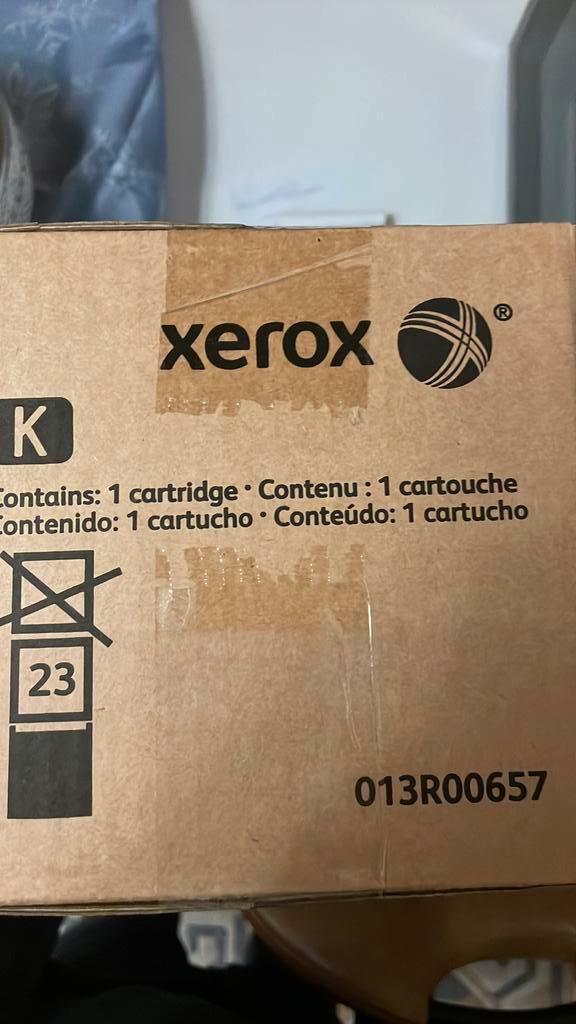 xerox ®
K
Contains: 1 cartridge · Contenu : 1 cartouche
Contenido: 1 cartucho · Conteúdo: 1 cartucho
23
013R00657